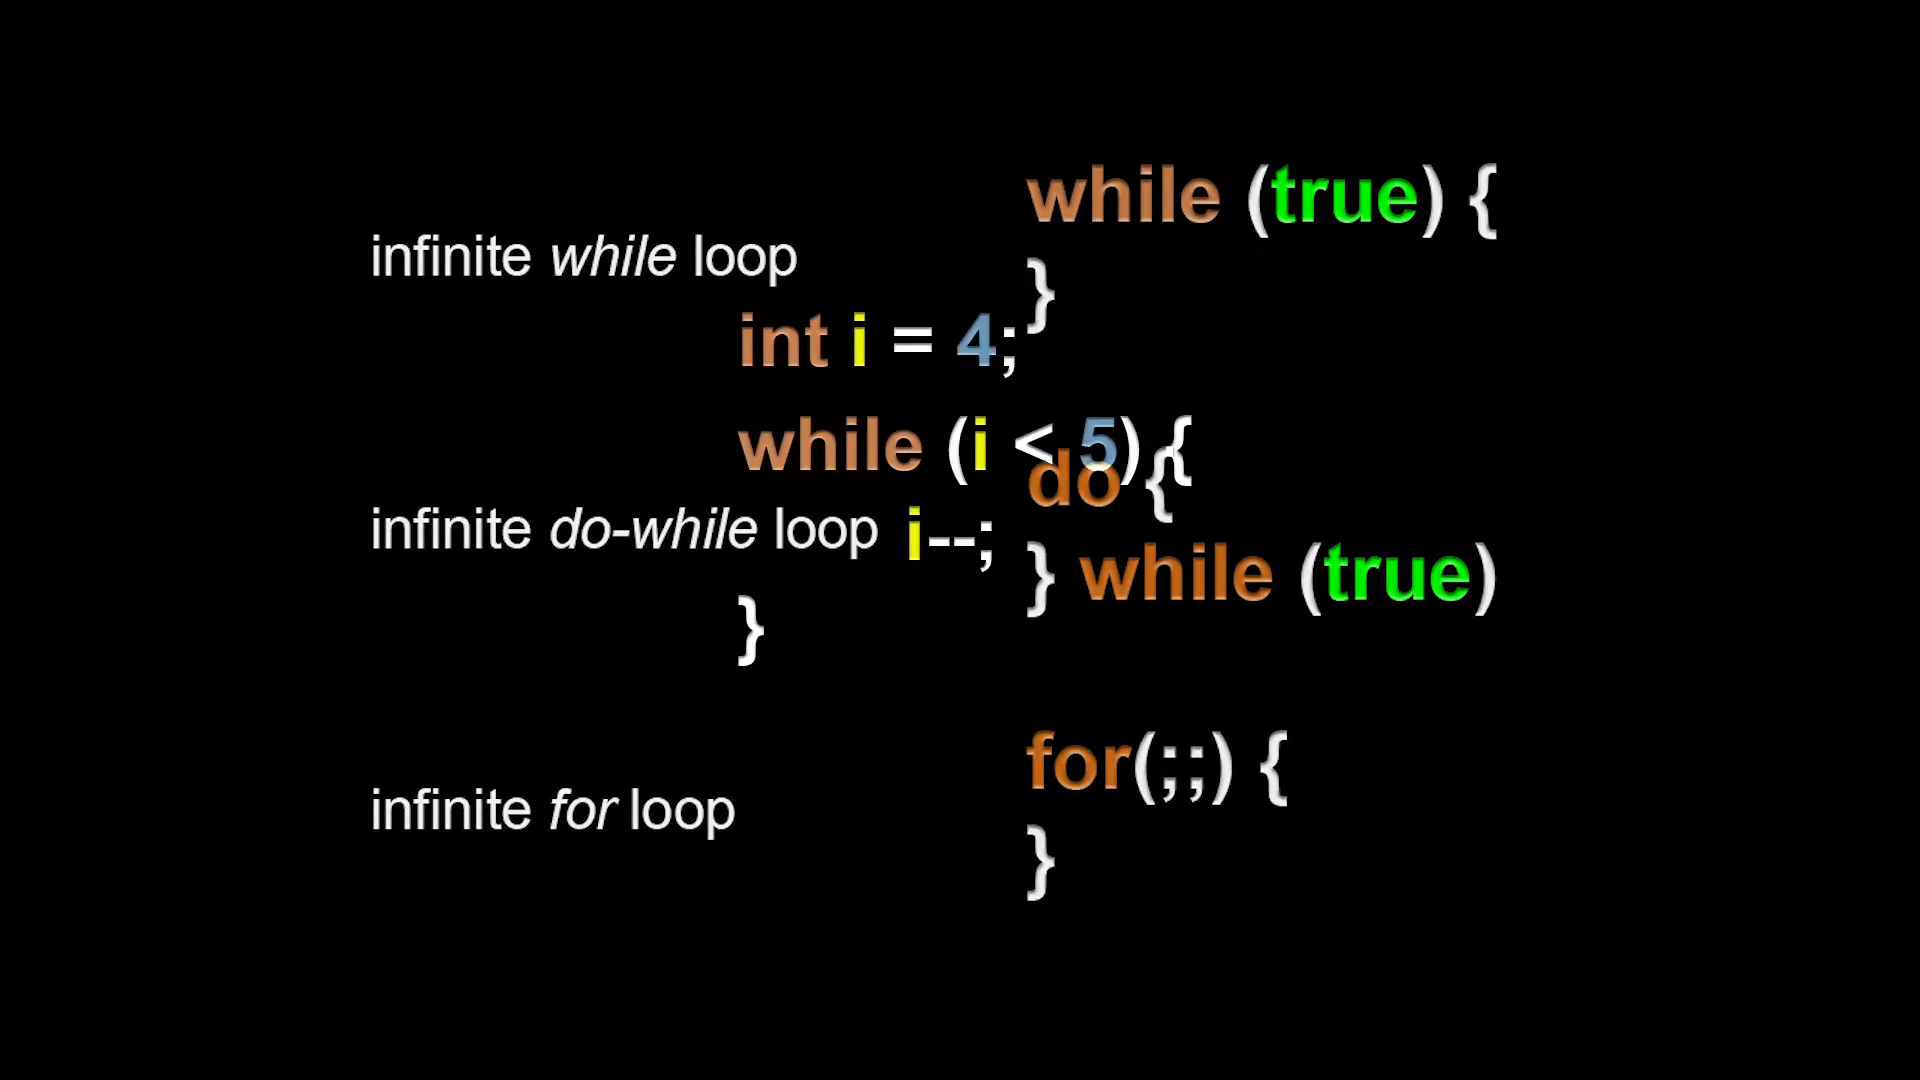 while (true) {
infinite while loop
}
int i = 4;
while (i < 5) {
do {
infinite do-while loop
i--;
} while (true)
}
for(;;) {
infinite for loop
}